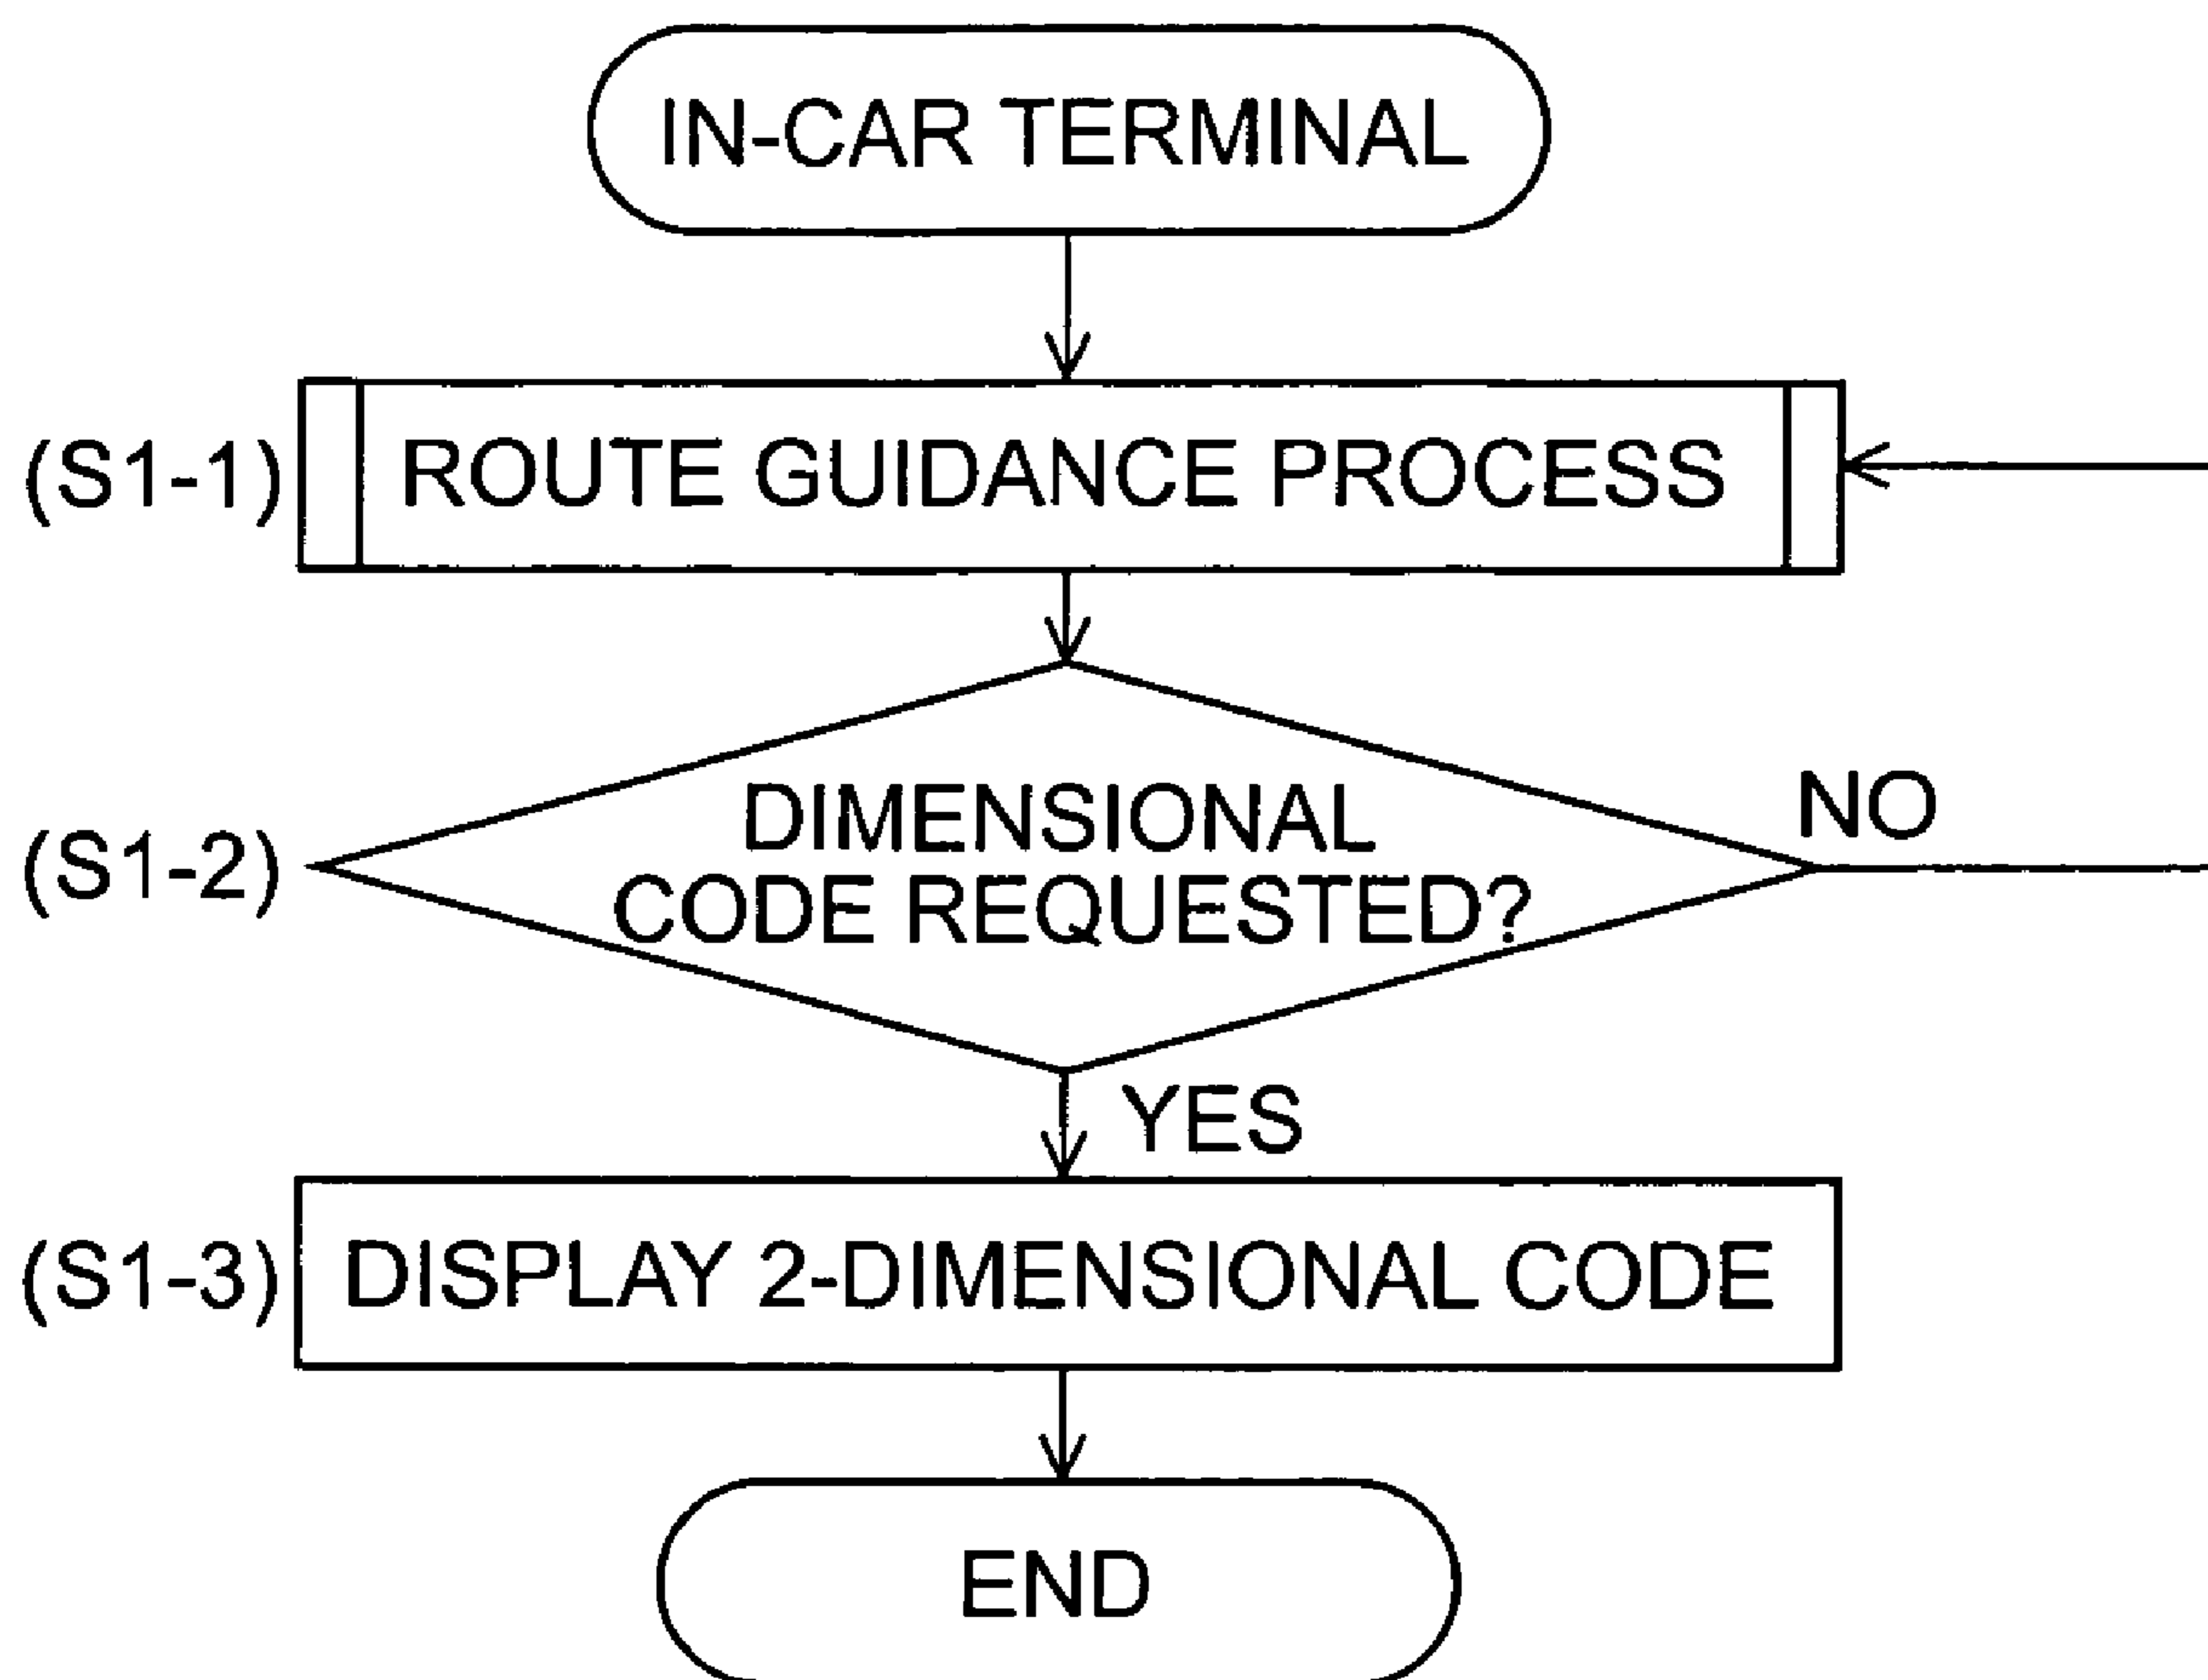 IN-CAR TERMINAL
(S1-1) ROUTE GUIDANCE PROCESS
(S1-2) DIMENSIONAL
CODE REQUESTED?
NO
YES
(S1-3) DISPLAY 2-DIMENSIONAL CODE
END